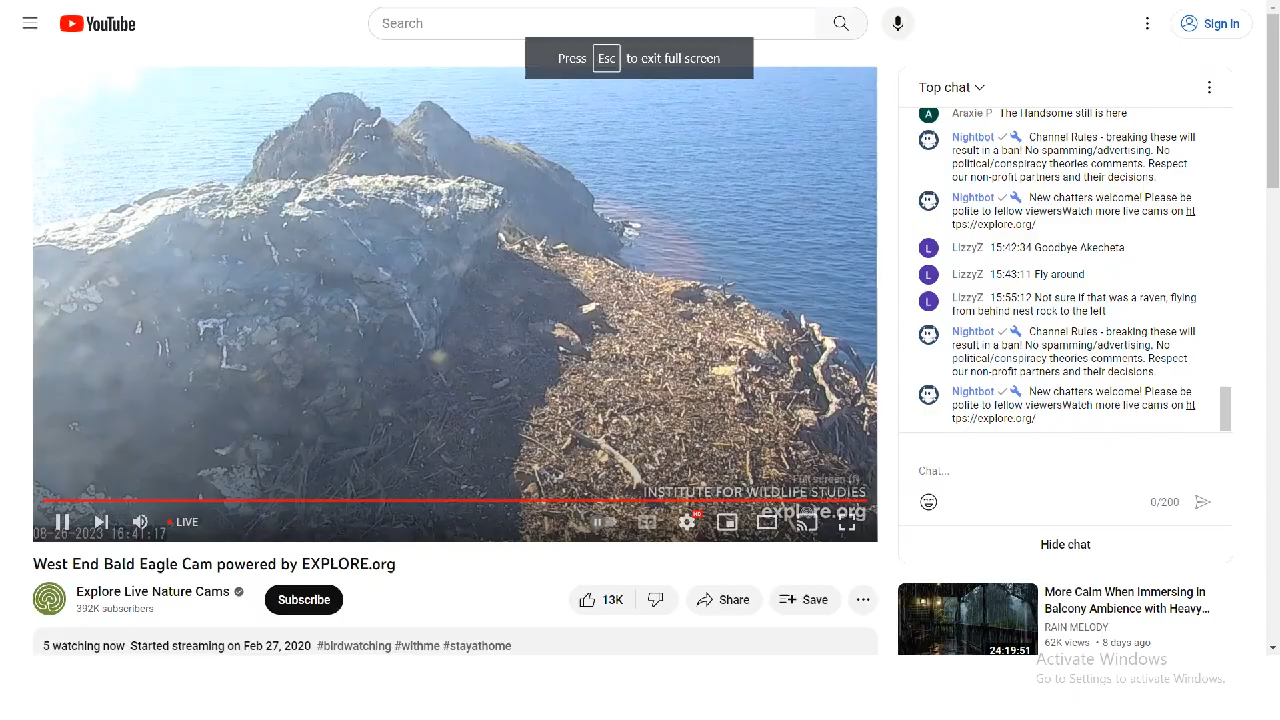 YouTube
Search
Sign in
Press Esc to exit full screen
Top chat
Araxie P The Handsome still is here
Nightbot Channel Rules - breaking these will
result in a ban! No spamming/advertising. No
political/conspiracy theories comments. Respect
our non-profit partners and their decisions.
Nightbot New chatters welcome! Please be
polite to fellow viewersWatch more live cams on ht
tps://explore.org/
LizzyZ 15:42:34 Goodbye Akecheta
LizzyZ 15:43:11 Fly around
LizzyZ 15:55:12 Not sure if that was a raven, flying
from behind nest rock to the left
Nightbot Channel Rules - breaking these will
result in a ban! No spamming/advertising. No
political/conspiracy theories comments. Respect
our non-profit partners and their decisions.
Nightbot New chatters welcome! Please be
polite to fellow viewersWatch more live cams on ht
tps://explore.org/
Chat...
0/200
Hide chat
Full screen (f)
INSTITUTE FOR WILDLIFE STUDIES
explore.org
LIVE
HD
08-26-2023 16:41:17
West End Bald Eagle Cam powered by EXPLORE.org
Explore Live Nature Cams
392K subscribers
Subscribe
13K
Share
Save
5 watching now Started streaming on Feb 27, 2020 #birdwatching #withme #stayathome
More Calm When Immersing In
Balcony Ambience with Heavy...
RAIN MELODY
62K views • 8 days ago
24:19:51
Activate Windows
Go to Settings to activate Windows.